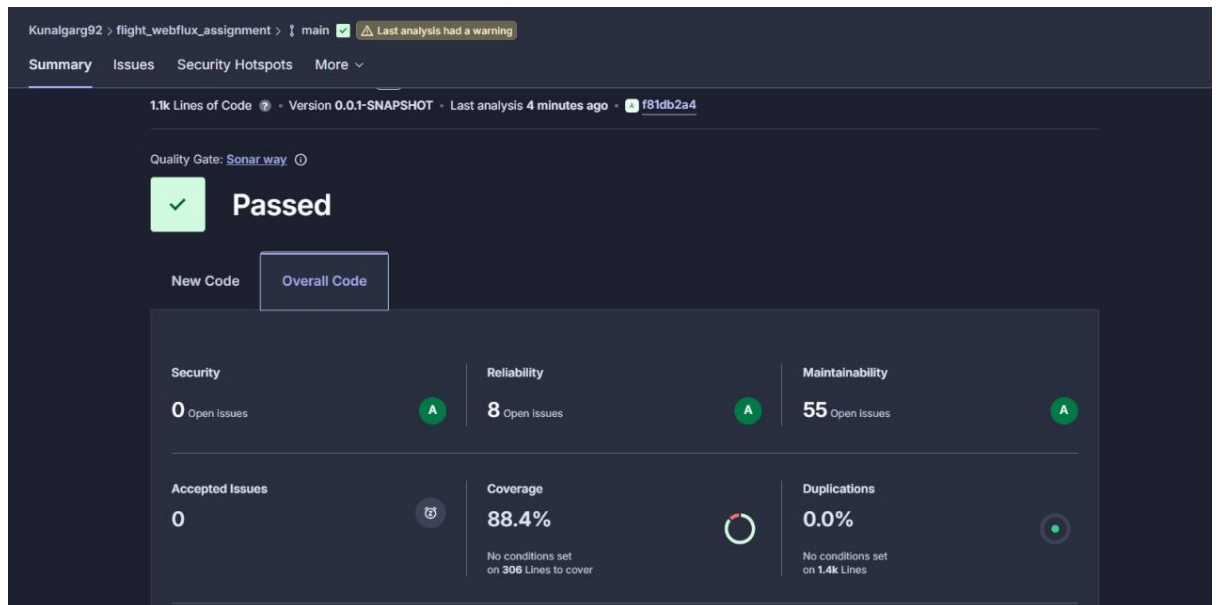 Kunalgarg92 > flight_webflux_assignment > main Last analysis had a warning
Summary Issues Security Hotspots More
1.1k Lines of Code ? • Version 0.0.1-SNAPSHOT • Last analysis 4 minutes ago • A f81db2a4
Quality Gate: Sonar way
Passed
New Code Overall Code
Security Reliability Maintainability
0 Open issues A 8 Open issues A 55 Open issues A
Accepted Issues Coverage Duplications
0 88.4% 0.0%
No conditions set No conditions set
on 306 Lines to cover on 1.4k Lines